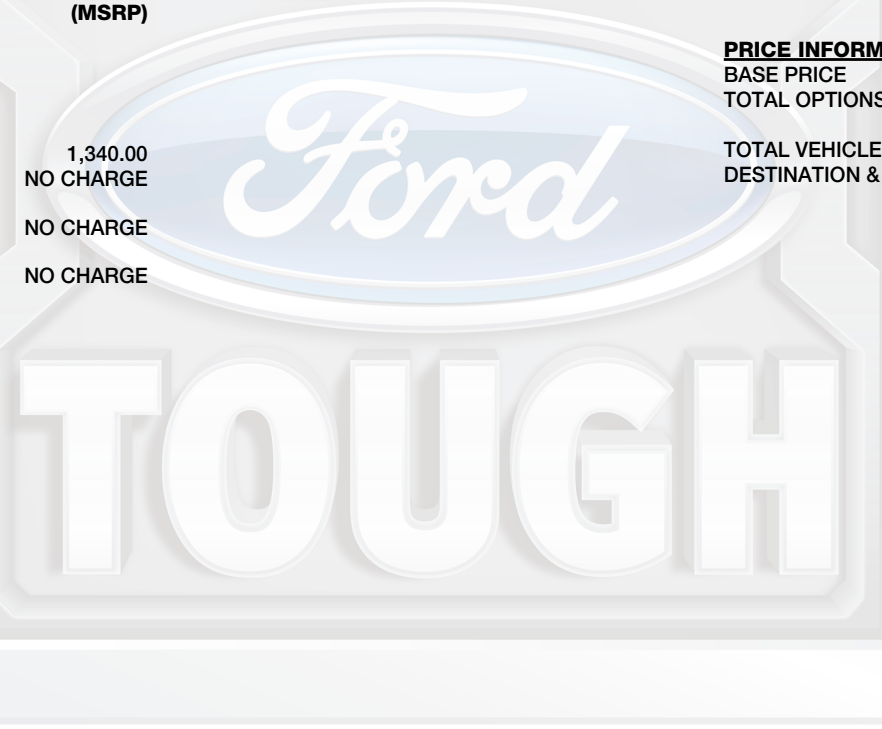 (MSRP)
1,340.00
NO CHARGE
NO CHARGE
NO CHARGE
PRICE INFORM
BASE PRICE
TOTAL OPTIONS
TOTAL VEHICLE
DESTINATION &
Ford
TOUGH